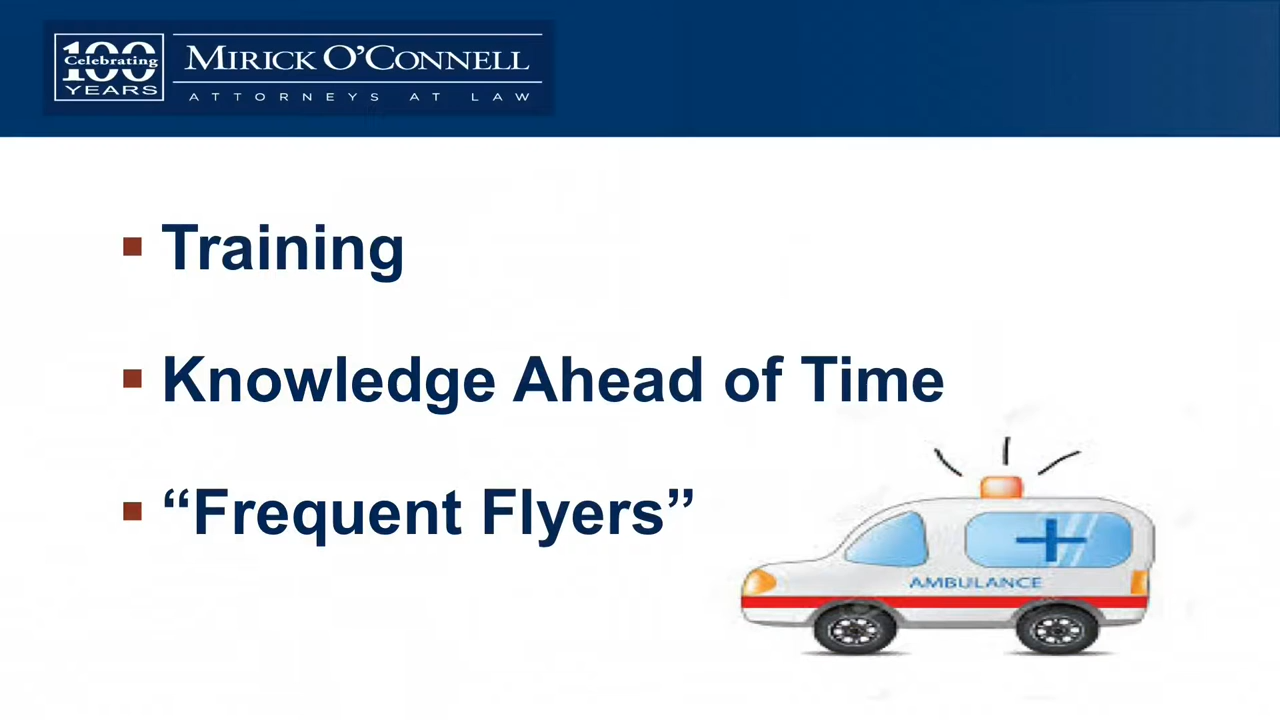 100
Celebrating
YEARS
MIRICK O’CONNELL
ATTORNEYS AT LAW
▪ Training
▪ Knowledge Ahead of Time
▪ “Frequent Flyers”
AMBULANCE